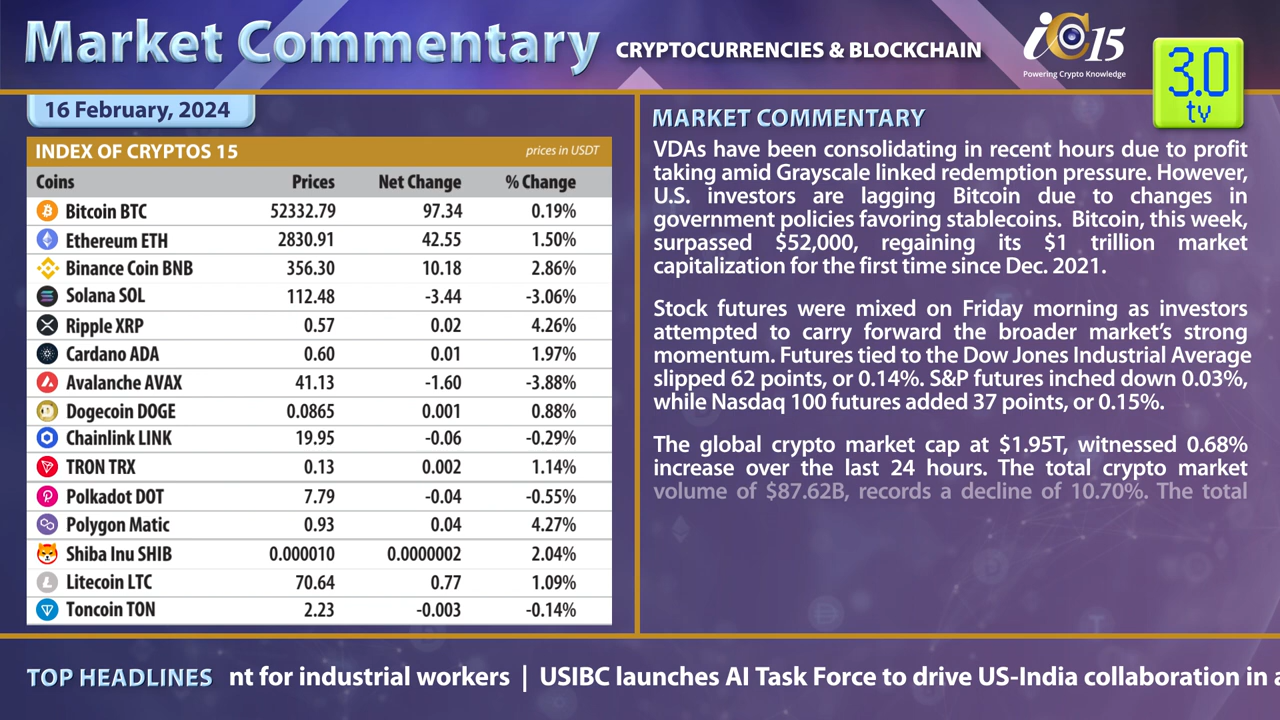 Market Commentary CRYPTOCURRENCIES & BLOCKCHAIN
iC15
Powering Crypto Knowledge
3.0
tv
16 February, 2024
INDEX OF CRYPTOS 15 prices in USDT
Coins Prices Net Change % Change
Bitcoin BTC 52332.79 97.34 0.19%
Ethereum ETH 2830.91 42.55 1.50%
Binance Coin BNB 356.30 10.18 2.86%
Solana SOL 112.48 -3.44 -3.06%
Ripple XRP 0.57 0.02 4.26%
Cardano ADA 0.60 0.01 1.97%
Avalanche AVAX 41.13 -1.60 -3.88%
Dogecoin DOGE 0.0865 0.001 0.88%
Chainlink LINK 19.95 -0.06 -0.29%
TRON TRX 0.13 0.002 1.14%
Polkadot DOT 7.79 -0.04 -0.55%
Polygon Matic 0.93 0.04 4.27%
Shiba Inu SHIB 0.000010 0.0000002 2.04%
Litecoin LTC 70.64 0.77 1.09%
Toncoin TON 2.23 -0.003 -0.14%
MARKET COMMENTARY
VDAs have been consolidating in recent hours due to profit
taking amid Grayscale linked redemption pressure. However,
U.S. investors are lagging Bitcoin due to changes in
government policies favoring stablecoins. Bitcoin, this week,
surpassed $52,000, regaining its $1 trillion market
capitalization for the first time since Dec. 2021.
Stock futures were mixed on Friday morning as investors
attempted to carry forward the broader market's strong
momentum. Futures tied to the Dow Jones Industrial Average
slipped 62 points, or 0.14%. S&P futures inched down 0.03%,
while Nasdaq 100 futures added 37 points, or 0.15%.
The global crypto market cap at $1.95T, witnessed 0.68%
increase over the last 24 hours. The total crypto market
volume of $87.62B, records a decline of 10.70%. The total
TOP HEADLINES nt for industrial workers | USIBC launches AI Task Force to drive US-India collaboration in a